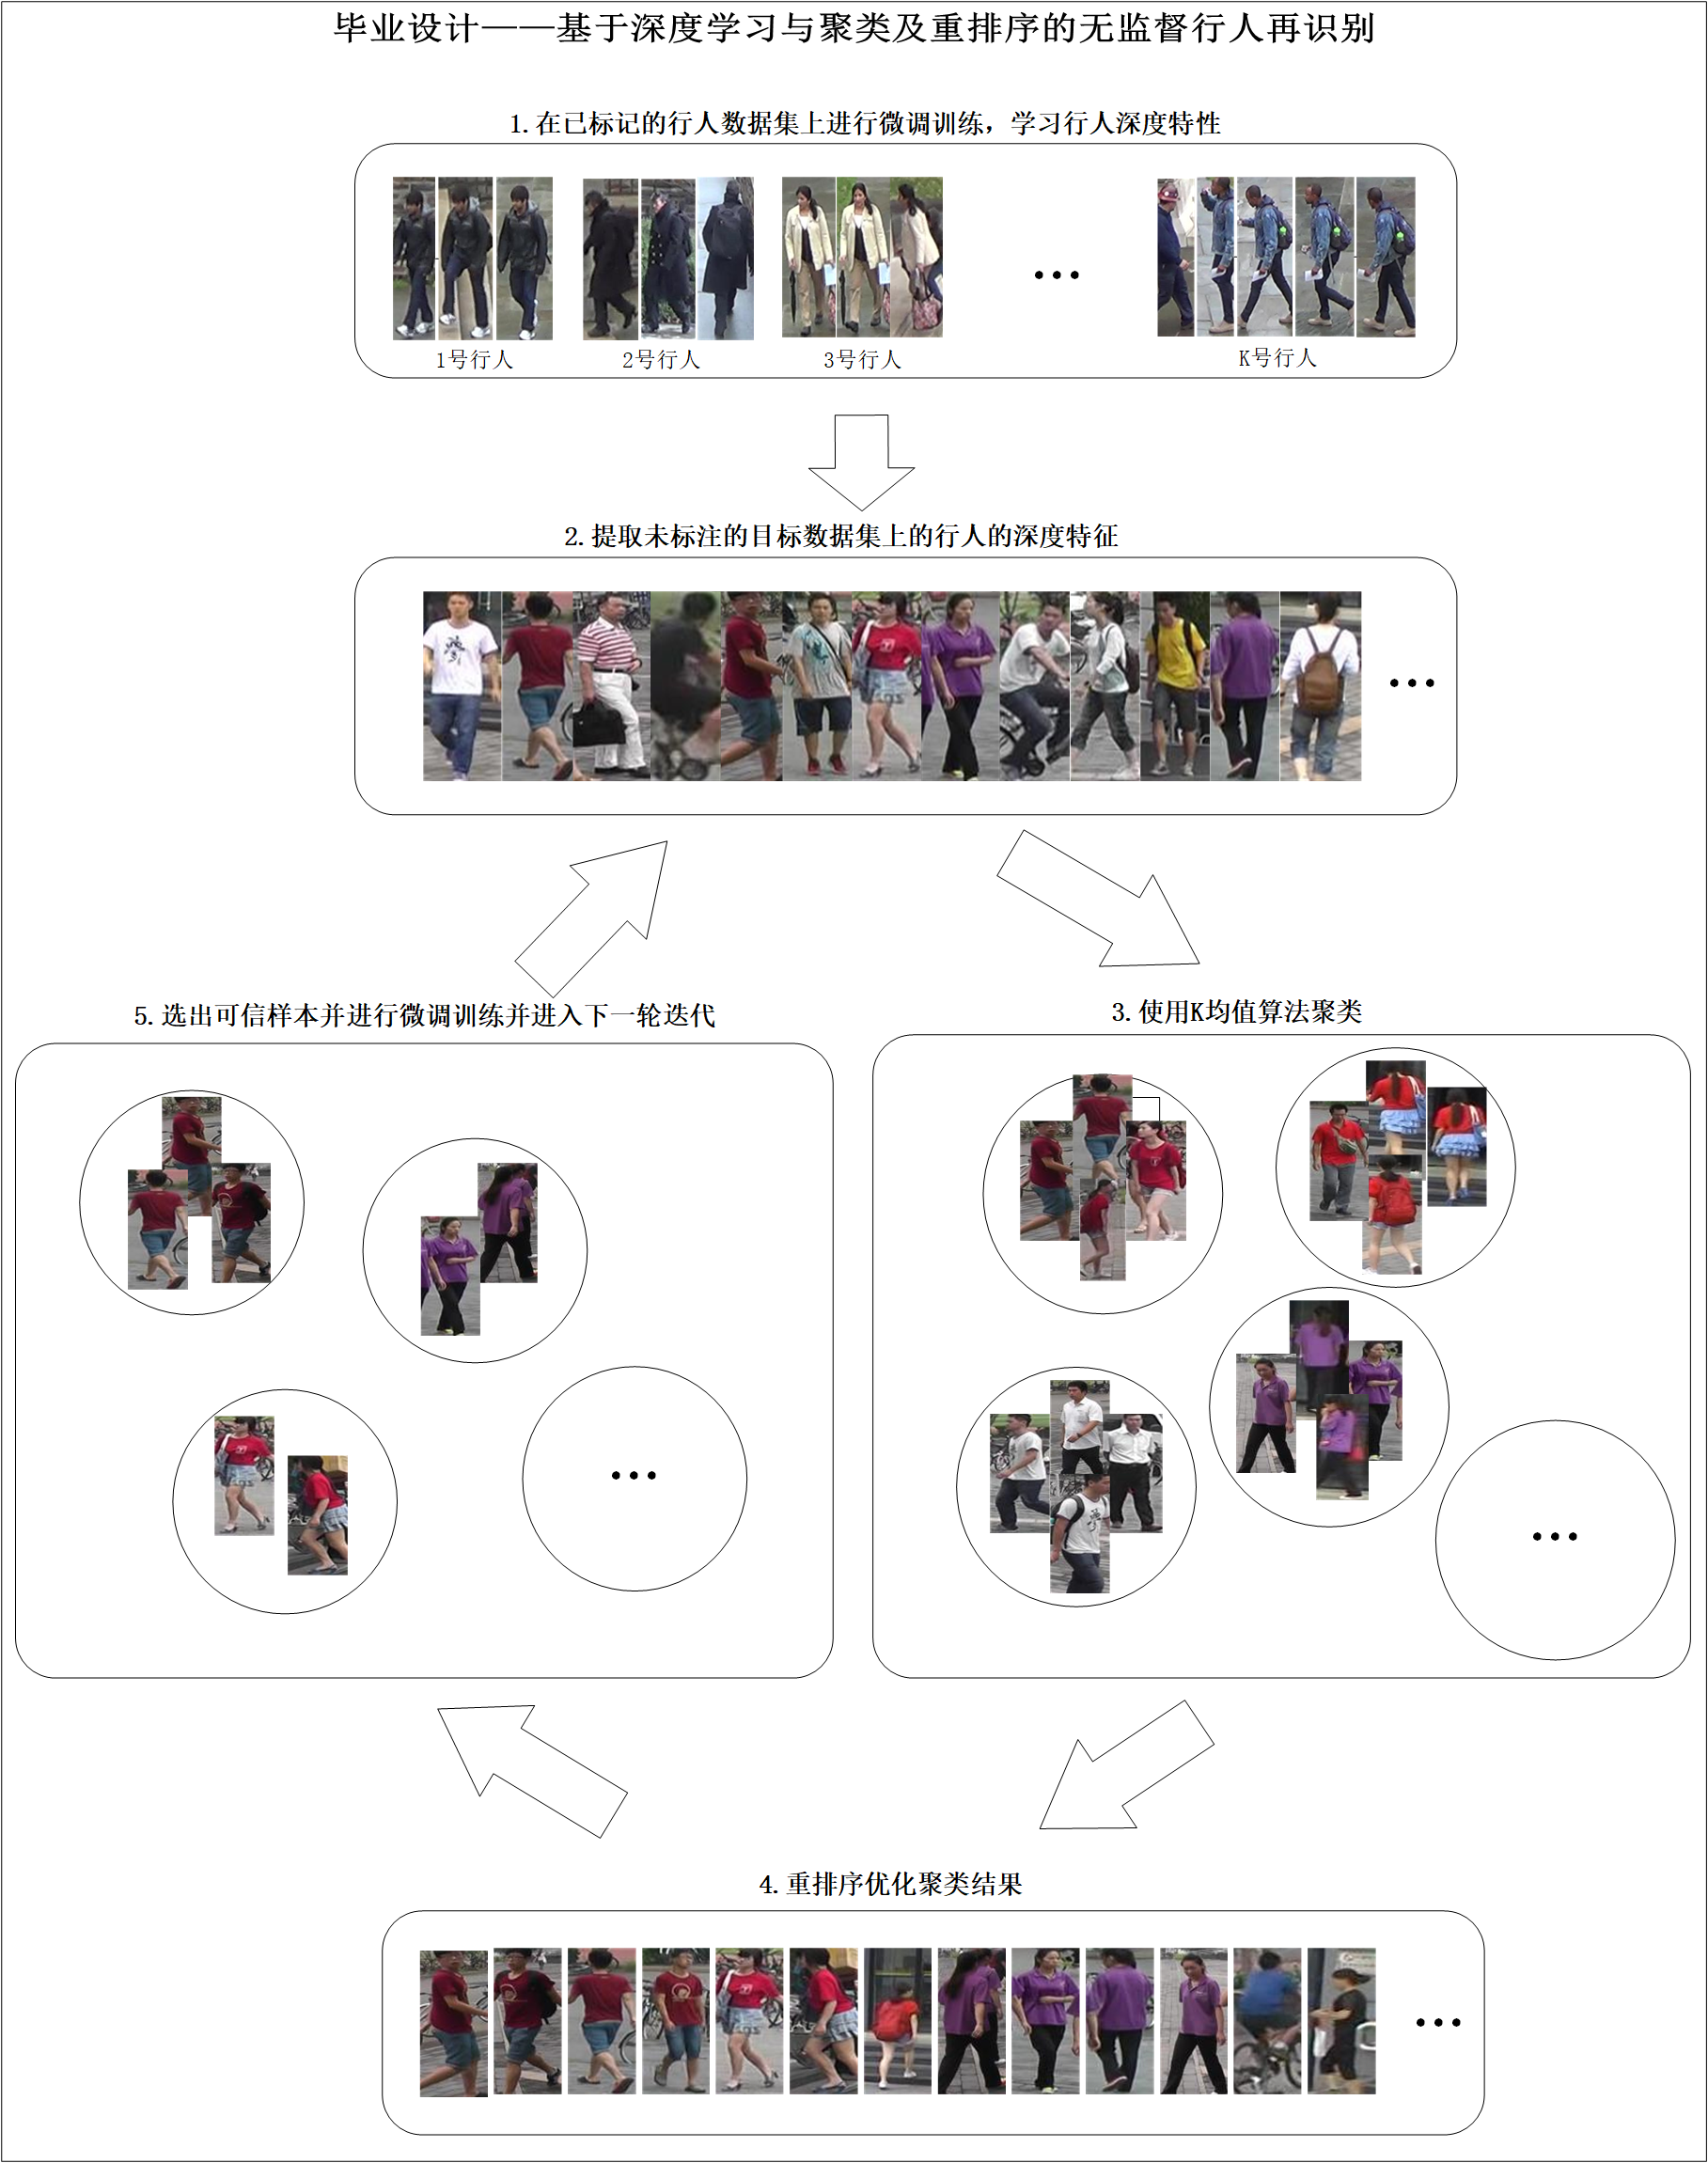 毕业设计——基于深度学习与聚类及重排序的无监督行人再识别
1.在已标记的行人数据集上进行微调训练，学习行人深度特性
1号行人
2号行人
3号行人
...
K号行人
2.提取未标注的目标数据集上的行人的深度特征
...
5.选出可信样本并进行微调训练并进入下一轮迭代
...
3.使用K均值算法聚类
...
4.重排序优化聚类结果
...